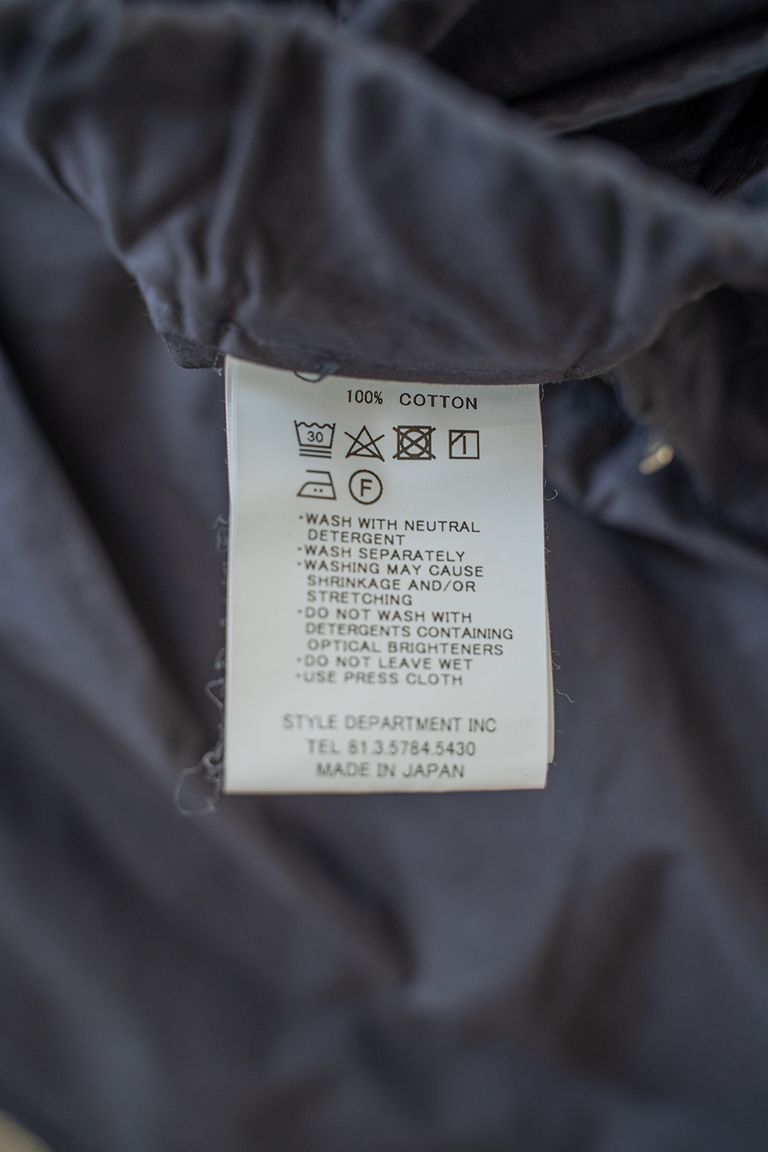 100% COTTON
30
F
·WASH WITH NEUTRAL
DETERGENT
·WASH SEPARATELY
·WASHING MAY CAUSE
SHRINKAGE AND/OR
STRETCHING
·DO NOT WASH WITH
DETERGENTS CONTAINING
OPTICAL BRIGHTENERS
·DO NOT LEAVE WET
·USE PRESS CLOTH
STYLE DEPARTMENT INC
TEL 81.3.5784.5430
MADE IN JAPAN